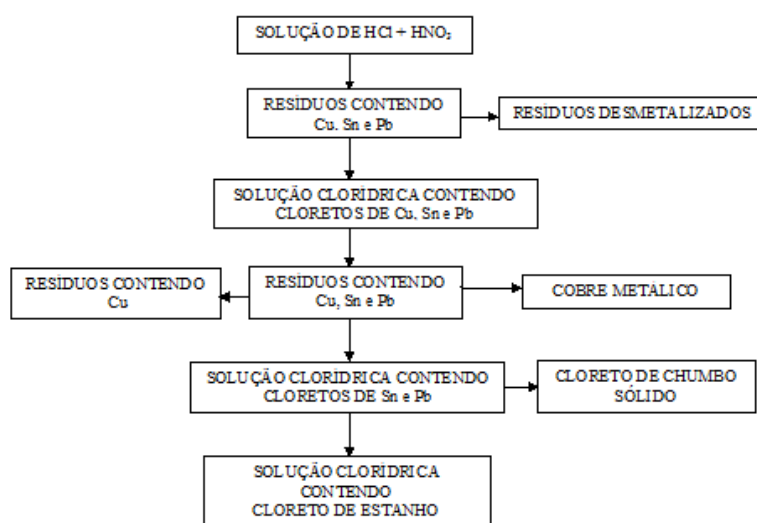 SOLUÇÃO DE HCl + HNO₃
RESÍDUOS CONTENDO
Cu. Sn e Pb
RESÍDUOS DESMETALIZADOS
SOLUÇÃO CLORÍDRICA CONTENDO
CLORETOS DE Cu. Sn e Pb
RESÍDUOS CONTENDO
Cu
RESÍDUOS CONTENDO
Cu, Sn e Pb
COBRE METÁLICO
SOLUÇÃO CLORÍDRICA CONTENDO
CLORETOS DE Sn e Pb
CLORETO DE CHUMBO
SÓLIDO
SOLUÇÃO CLORÍDRICA
CONTENDO
CLORETO DE ESTANHO